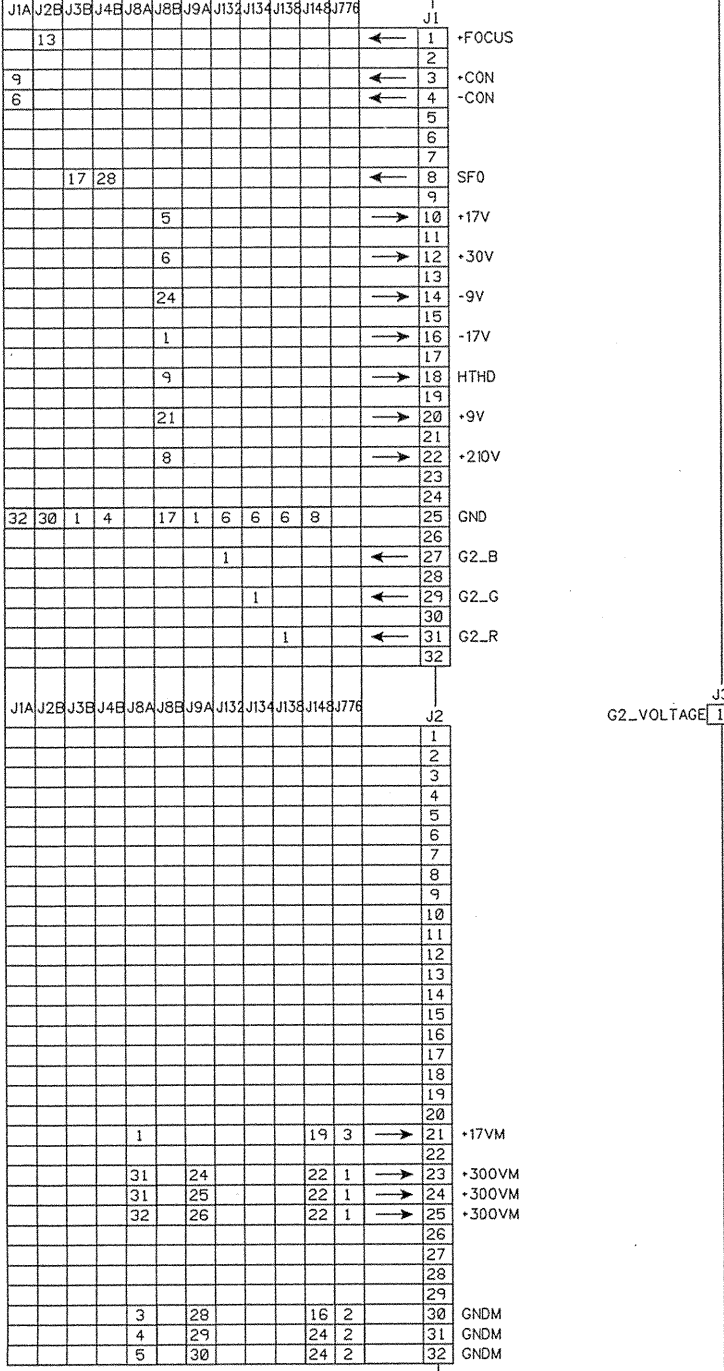 J1A J2B J3B J4B J8A J8B J9A J132 J134 J138 J148 J776 J1
13 1 +FOCUS
2
9 3 +CON
6 4 -CON
5
6
7
17 28 8 SFO
9
5 10 +17V
11
6 12 +30V
13
24 14 -9V
15
1 16 -17V
17
9 18 HTHD
19
21 20 +9V
21
8 22 +210V
23
24
32 30 1 4 17 1 6 6 6 8 25 GND
26
1 27 G2_B
28
1 29 G2_G
30
1 31 G2_R
32
J1A J2B J3B J4B J8A J8B J9A J132 J134 J138 J148 J776 J2
G2_VOLTAGE 1
1
2
3
4
5
6
7
8
9
10
11
12
13
14
15
16
17
18
19
20
1 19 3 21 +17VM
22
31 24 22 1 23 +300VM
31 25 22 1 24 +300VM
32 26 22 1 25 +300VM
26
27
28
29
3 28 16 2 30 GNDM
4 29 24 2 31 GNDM
5 30 24 2 32 GNDM